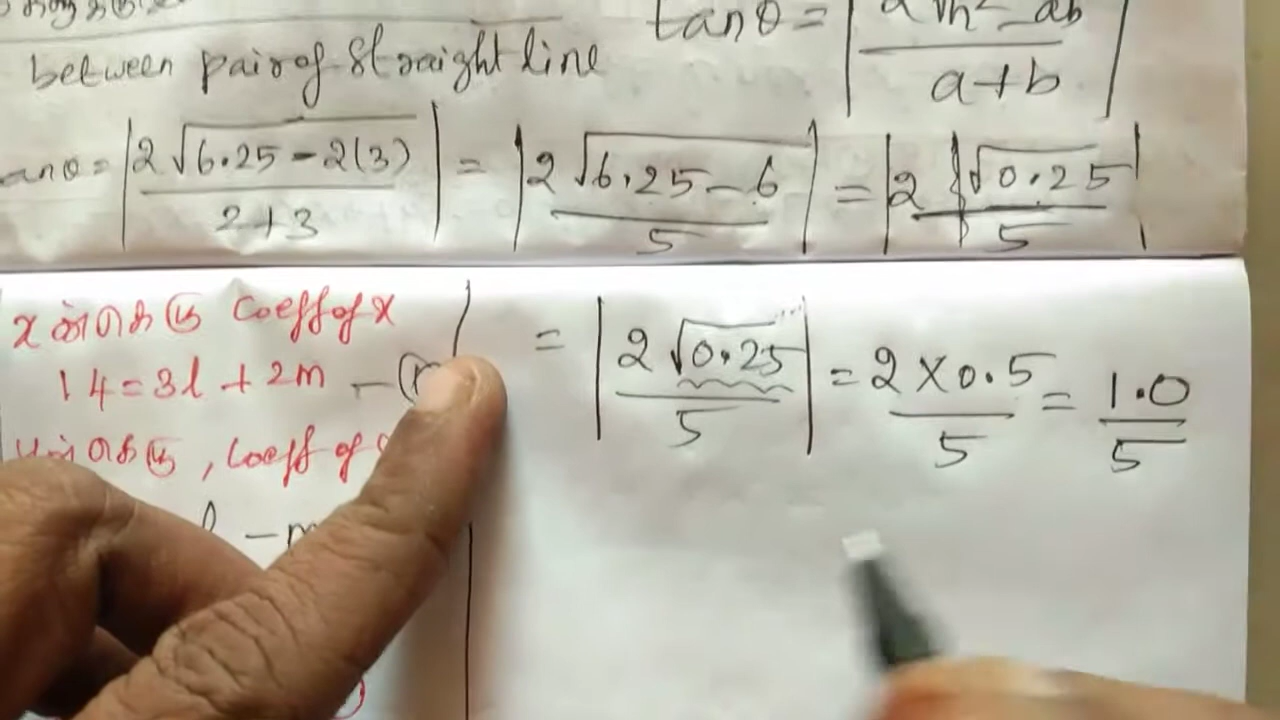 between pair of straight line
tanθ = | 2√h² - ab / a+b |
anθ = | 2√6.25 - 2(3) / 2+3 | = | 2√6.25 - 6 / 5 | = | 2 √0.25 / 5 |
= | 2√0.25 / 5 | = 2 × 0.5 / 5 = 1.0 / 5
x ன் கெழு coeff of x
14 = 3l + 2m -
y ன் கெழு, coeff of
l - m